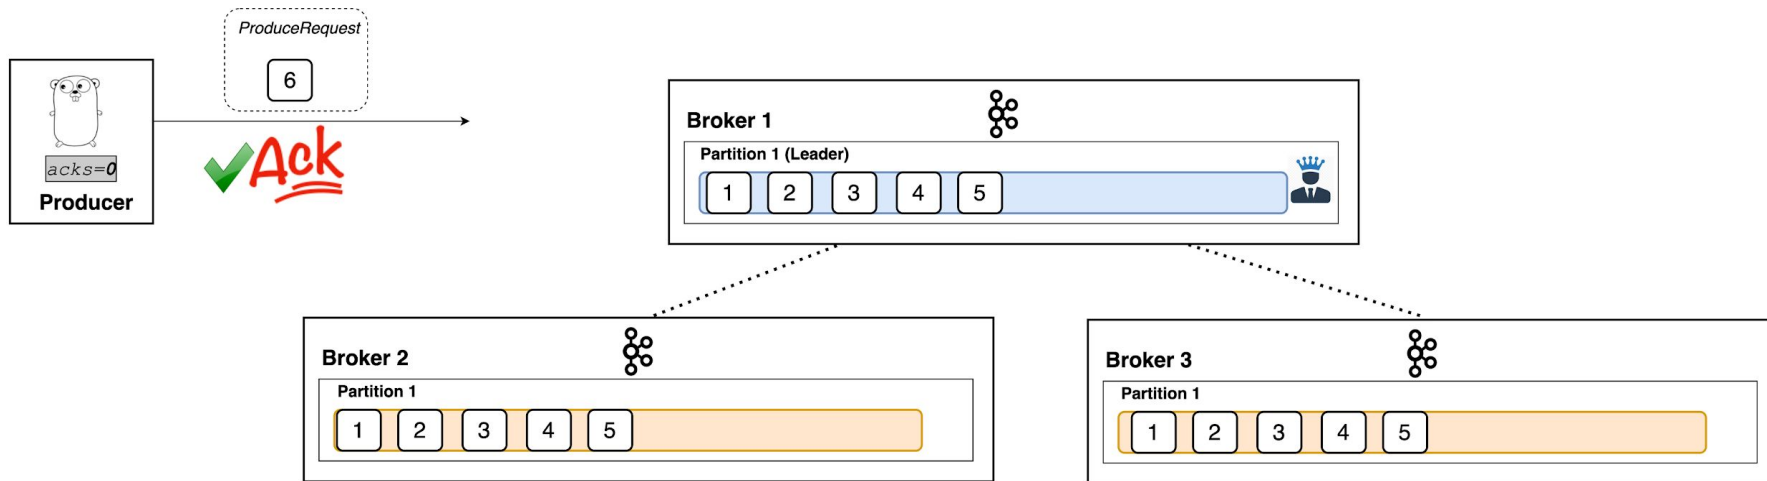 ProduceRequest
6
acks=0
Producer
Ack
Broker 1
Partition 1 (Leader)
1 2 3 4 5
Broker 2
Partition 1
1 2 3 4 5
Broker 3
Partition 1
1 2 3 4 5